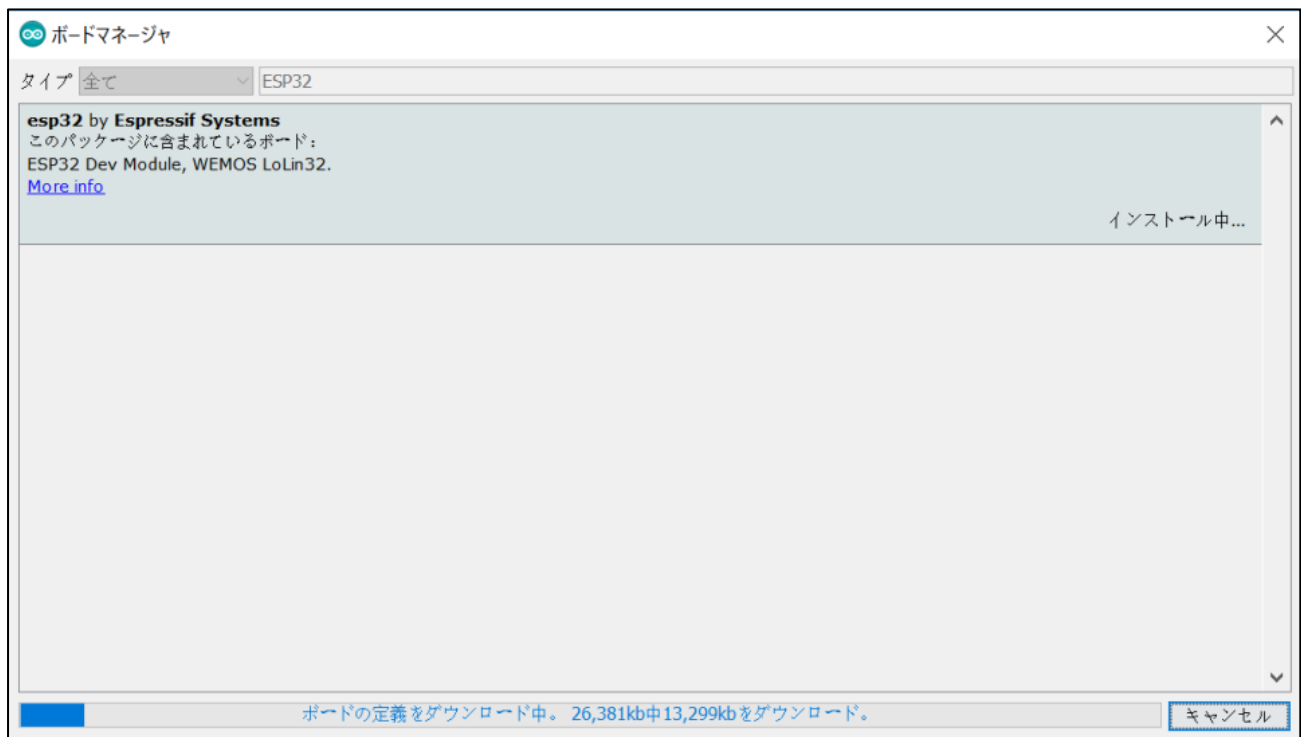 ボードマネージャ
タイプ 全て ESP32
esp32 by Espressif Systems
このパッケージに含まれているボード：
ESP32 Dev Module, WEMOS LoLin32.
More info
インストール中...
ボードの定義をダウンロード中。 26,381kb中13,299kbをダウンロード。 キャンセル